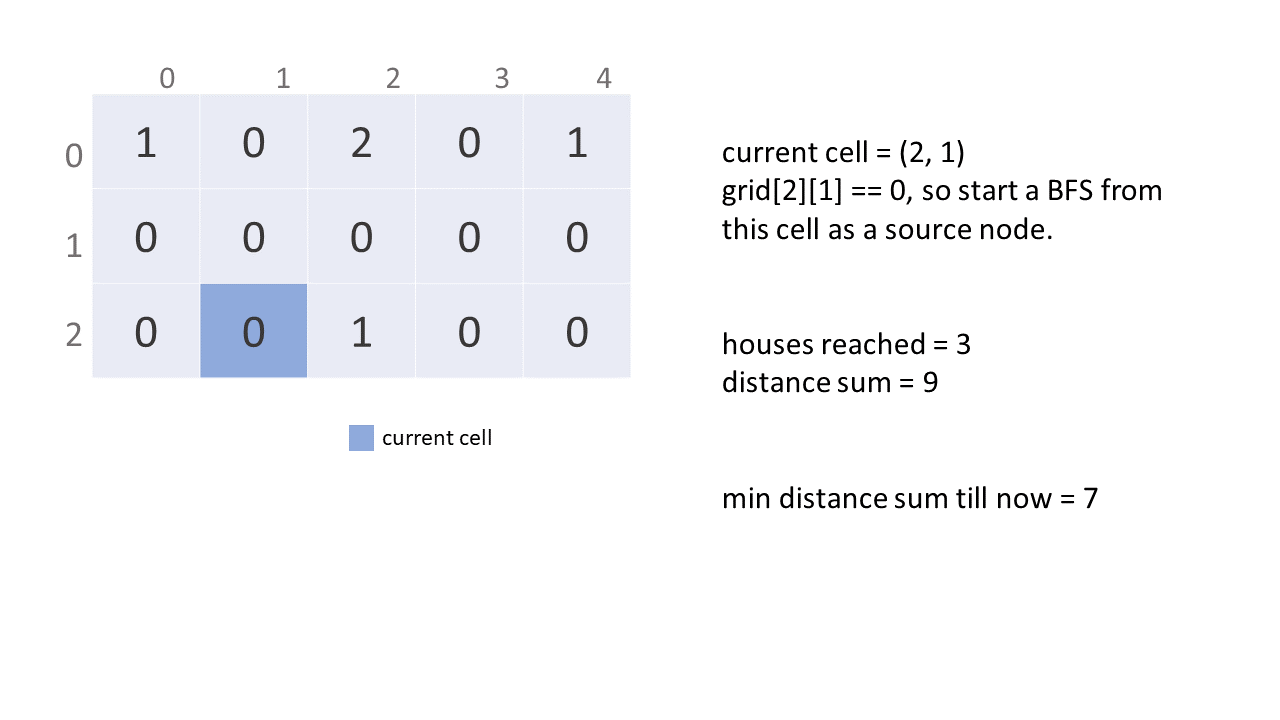 0 1 2 3 4
0 1 0 2 0 1
1 0 0 0 0 0
2 0 0 1 0 0
current cell
current cell = (2, 1)
grid[2][1] == 0, so start a BFS from
this cell as a source node.
houses reached = 3
distance sum = 9
min distance sum till now = 7